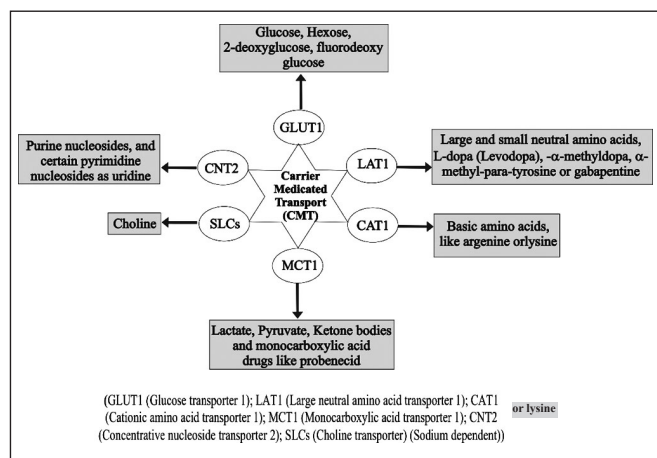 Glucose, Hexose,
2-deoxyglucose, fluorodeoxy
glucose
GLUT1
Purine nucleosides, and
certain pyrimidine
nucleosides as uridine
CNT2
LAT1
Large and small neutral amino acids,
L-dopa (Levodopa), -α-methyldopa, α-
methyl-para-tyrosine or gabapentine
Carrier
Medicated
Transport
(CMT)
Choline
SLCs
CAT1
Basic amino acids,
like argenine orlysine
MCT1
Lactate, Pyruvate, Ketone bodies
and monocarboxylic acid
drugs like probenecid
(GLUT1 (Glucose transporter 1); LAT1 (Large neutral amino acid transporter 1); CAT1
(Cationic amino acid transporter 1); MCT1 (Monocarboxylic acid transporter 1); CNT2
(Concentrative nucleoside transporter 2); SLCs (Choline transporter) (Sodium dependent))
or lysine